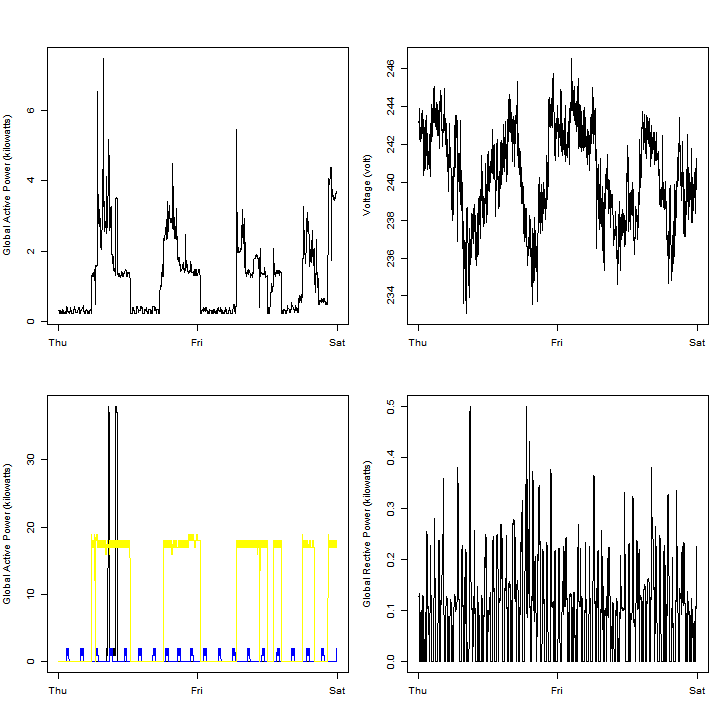 Global Active Power (kilowatts)
0 2 4 6
Thu Fri Sat
Voltage (volt)
234 236 238 240 242 244 246
Thu Fri Sat
Global Active Power (kilowatts)
0 10 20 30
Thu Fri Sat
Global Rective Power (kilowatts)
0.0 0.1 0.2 0.3 0.4 0.5
Thu Fri Sat